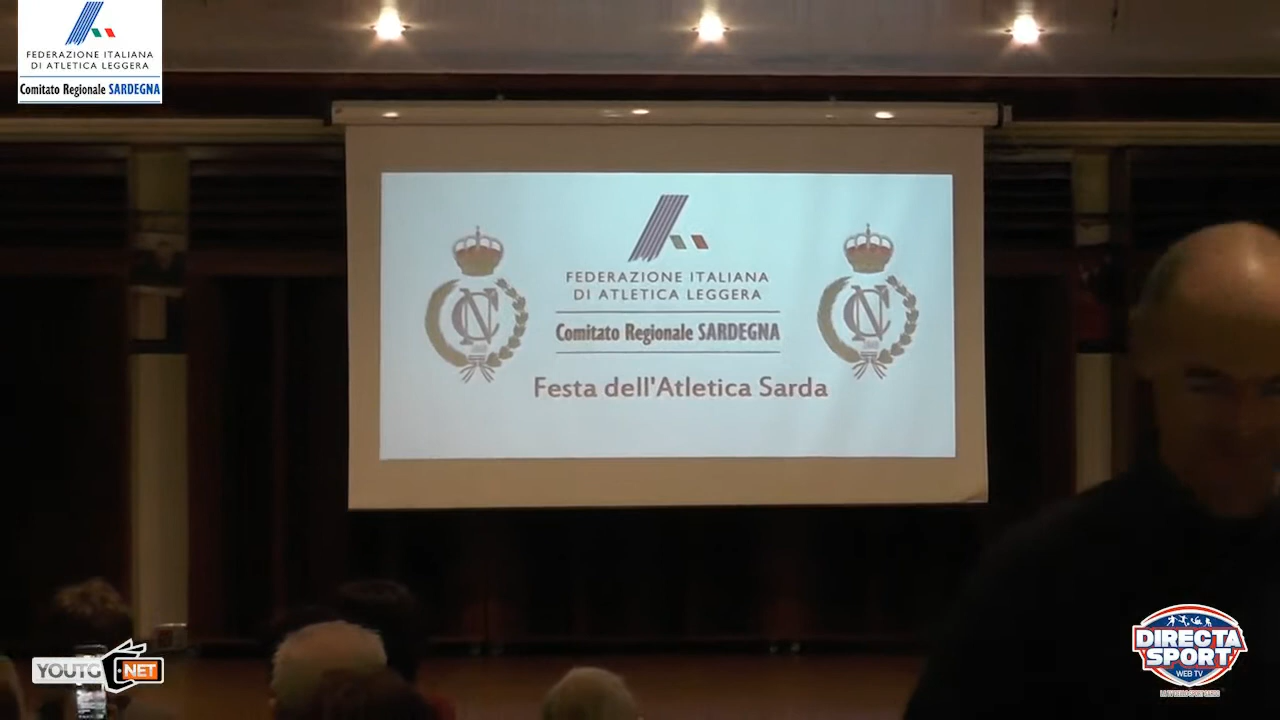 FEDERAZIONE ITALIANA
DI ATLETICA LEGGERA
Comitato Regionale SARDEGNA
FEDERAZIONE ITALIANA
DI ATLETICA LEGGERA
Comitato Regionale SARDEGNA
Festa dell'Atletica Sarda
YOUTG NET
DIRECTA
SPORT
WEB TV